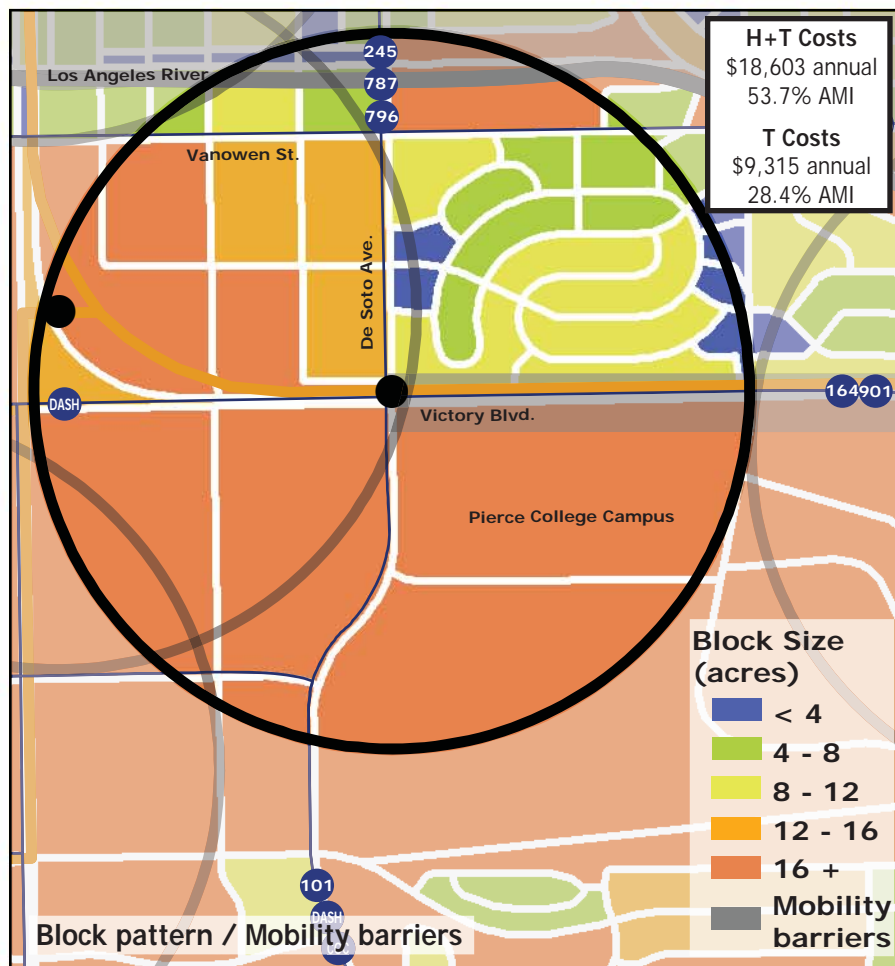 H+T Costs
$18,603 annual
53.7% AMI
T Costs
$9,315 annual
28.4% AMI
245
Los Angeles River
787
796
Vanowen St.
De Soto Ave.
DASH
164
901
Victory Blvd.
Pierce College Campus
Block Size
(acres)
< 4
4 - 8
8 - 12
12 - 16
16 +
Mobility
barriers
101
DASH
Block pattern / Mobility barriers